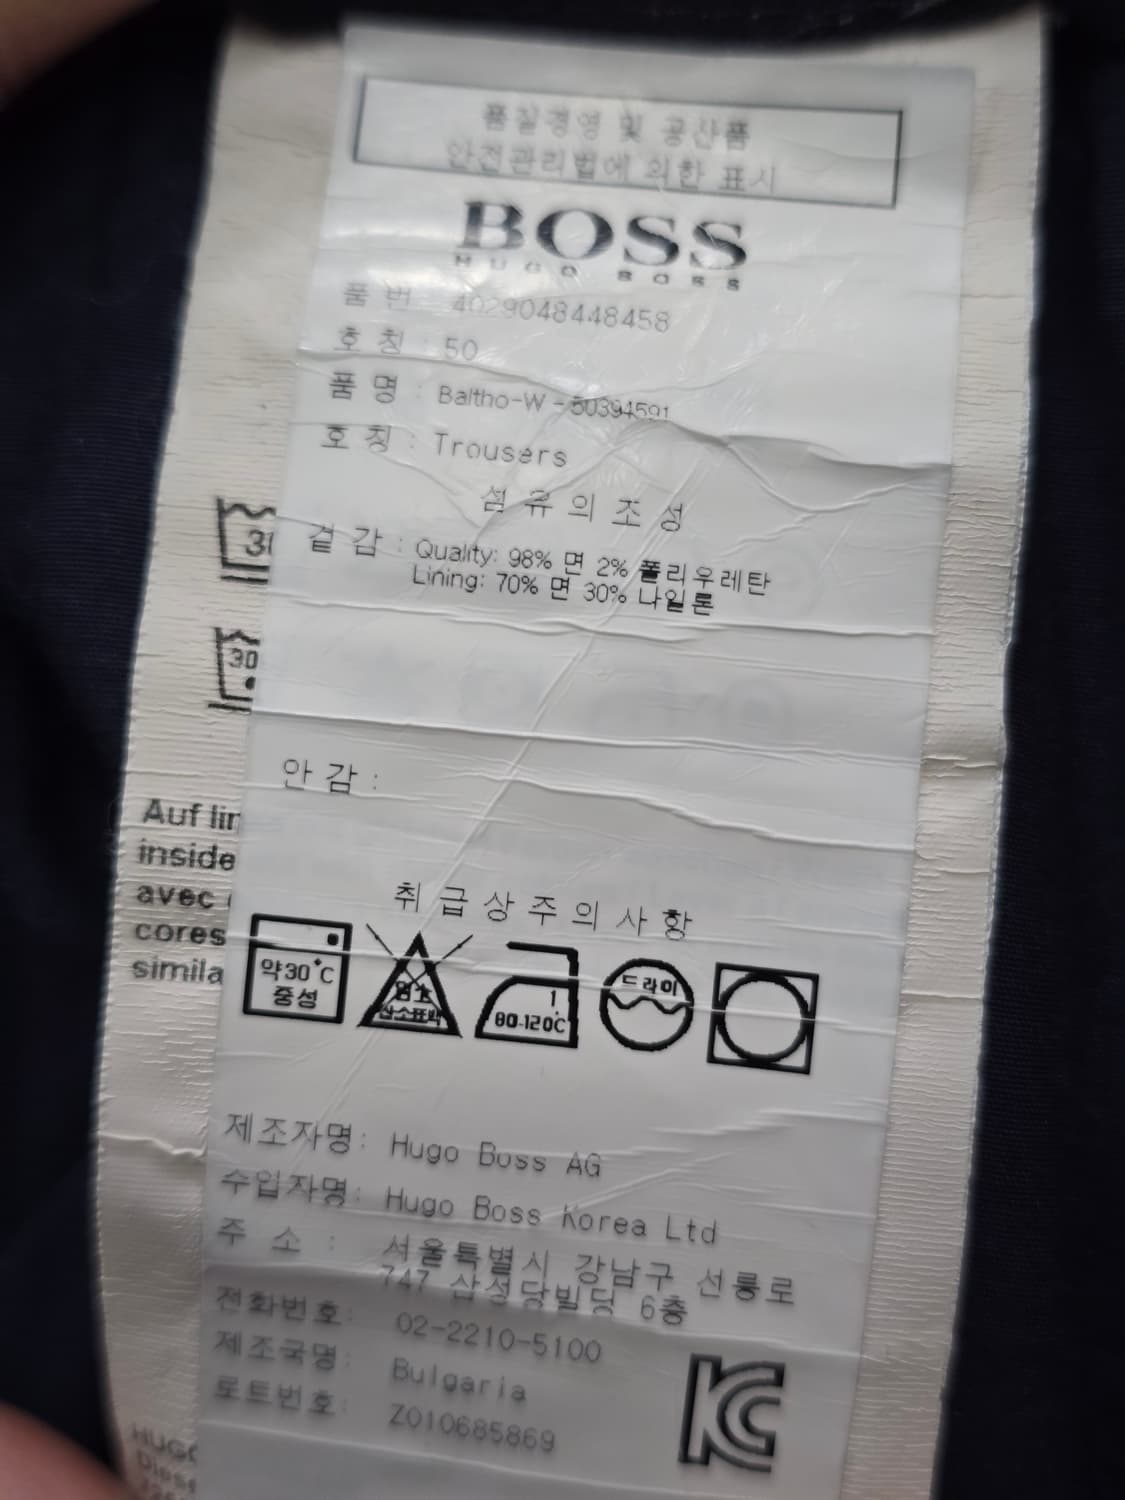 품질경영 및 공산품
안전관리법에 의한 표시
BOSS
HUGO BOSS
품 번 4029048448458
호 칭 : 50
품 명 : Baltho-W - 50394591
호 칭 : Trousers
섬 유 의 조 성
겉 감 : Quality: 98% 면 2% 폴리우레탄
Lining: 70% 면 30% 나일론
30
안 감 :
Auf lin
inside
avec
cores
simila
취 급 상 주 의 사 항
약30°C
중성
염소
산소표백
1
80-120℃
드라이
제조자명: Hugo Boss AG
수입자명: Hugo Boss Korea Ltd
주 소 : 서울특별시 강남구 선릉로
747 삼성당빌딩 6층
전화번호: 02-2210-5100
제조국명: Bulgaria
로트번호: Z010685869
KC
HUGO